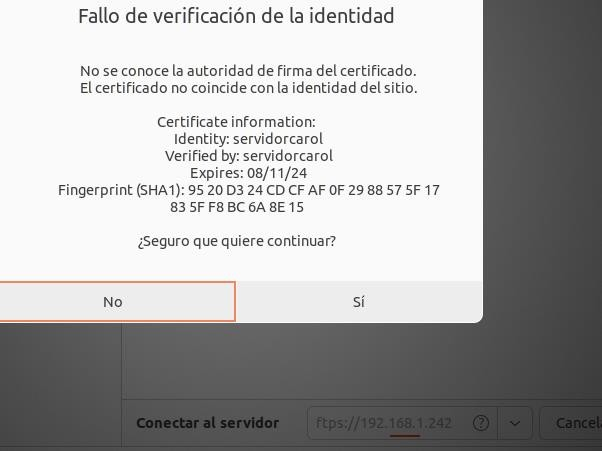 Fallo de verificación de la identidad
No se conoce la autoridad de firma del certificado.
El certificado no coincide con la identidad del sitio.
Certificate information:
Identity: servidorcarol
Verified by: servidorcarol
Expires: 08/11/24
Fingerprint (SHA1): 95 20 D3 24 CD CF AF 0F 29 88 57 5F 17
83 5F F8 BC 6A 8E 15
¿Seguro que quiere continuar?
No Sí
Conectar al servidor ftps://192.168.1.242 ? Cancela